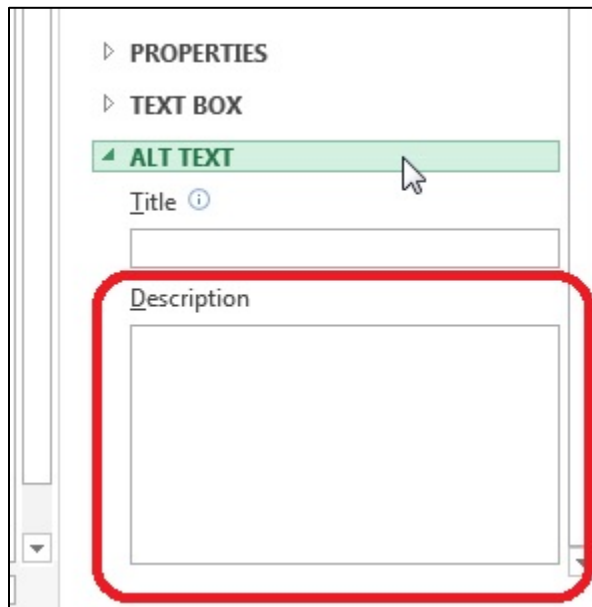 PROPERTIES
TEXT BOX
ALT TEXT
Title
Description